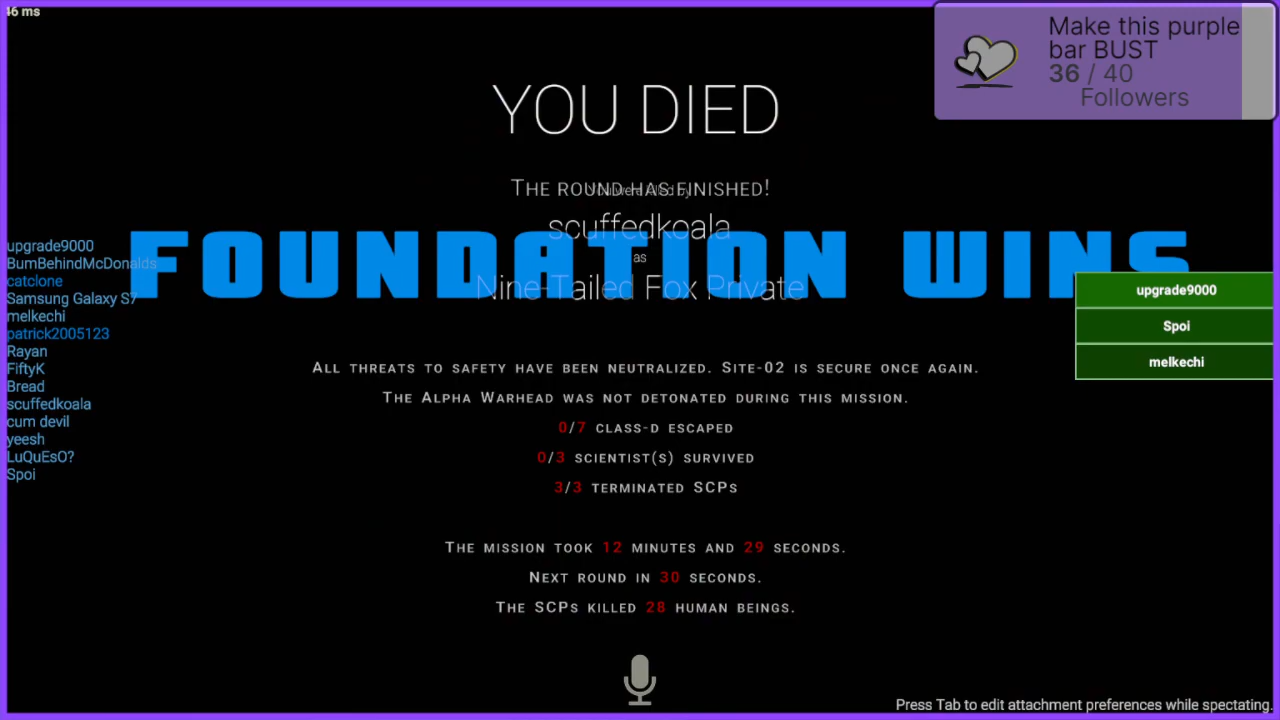 46 ms
Make this purple
bar BUST
36 / 40
Followers
YOU DIED
THE ROUND HAS FINISHED!
You were killed by
scuffedkoala
as
Nine-Tailed Fox Private
FOUNDATION WINS
upgrade9000
BumBehindMcDonalds
catclone
Samsung Galaxy S7
melkechi
patrick2005123
Rayan
FiftyK
Bread
scuffedkoala
cum devil
yeesh
LuQuEsO?
Spoi
upgrade9000
Spoi
melkechi
ALL THREATS TO SAFETY HAVE BEEN NEUTRALIZED. SITE-02 IS SECURE ONCE AGAIN.
THE ALPHA WARHEAD WAS NOT DETONATED DURING THIS MISSION.
0/7 CLASS-D ESCAPED
0/3 SCIENTIST(S) SURVIVED
3/3 TERMINATED SCPs
THE MISSION TOOK 12 MINUTES AND 29 SECONDS.
NEXT ROUND IN 30 SECONDS.
THE SCPs KILLED 28 HUMAN BEINGS.
Press Tab to edit attachment preferences while spectating.